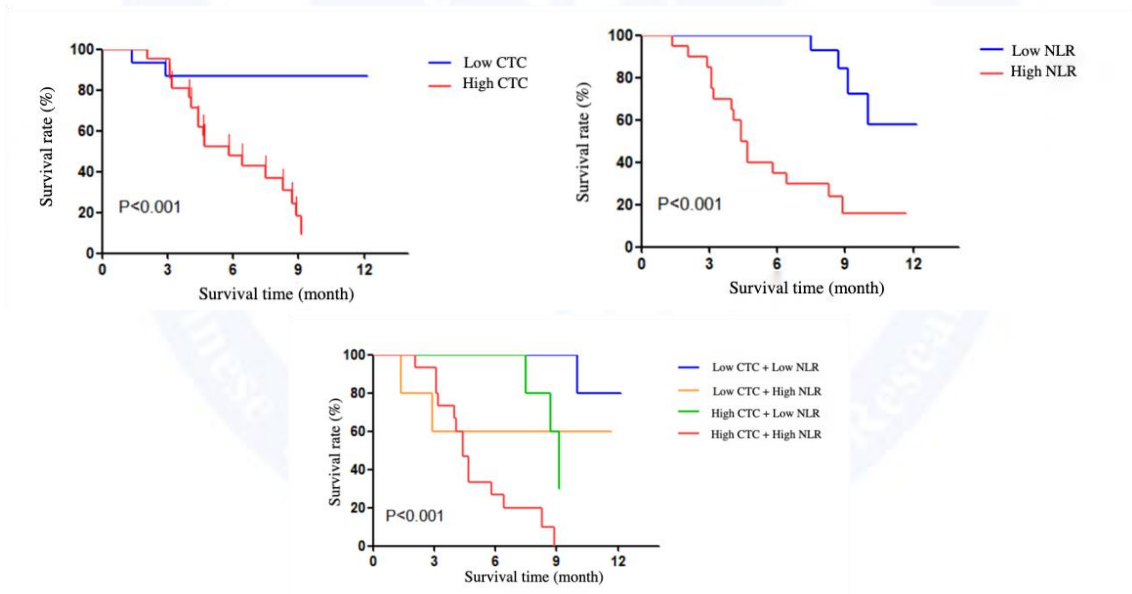 100
80
60
40
20
0
Survival rate (%)
P<0.001
0 3 6 9 12
Survival time (month)
Low CTC
High CTC
100
80
60
40
20
0
Survival rate (%)
P<0.001
0 3 6 9 12
Survival time (month)
Low NLR
High NLR
100
80
60
40
20
0
Survival rate (%)
P<0.001
0 3 6 9 12
Survival time (month)
Low CTC + Low NLR
Low CTC + High NLR
High CTC + Low NLR
High CTC + High NLR